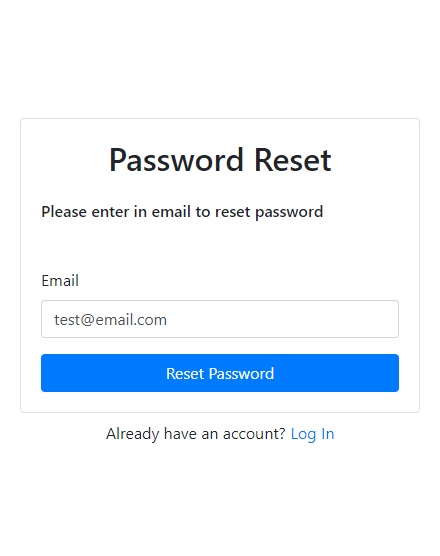 Password Reset
Please enter in email to reset password
Email
test@email.com
Reset Password
Already have an account? Log In